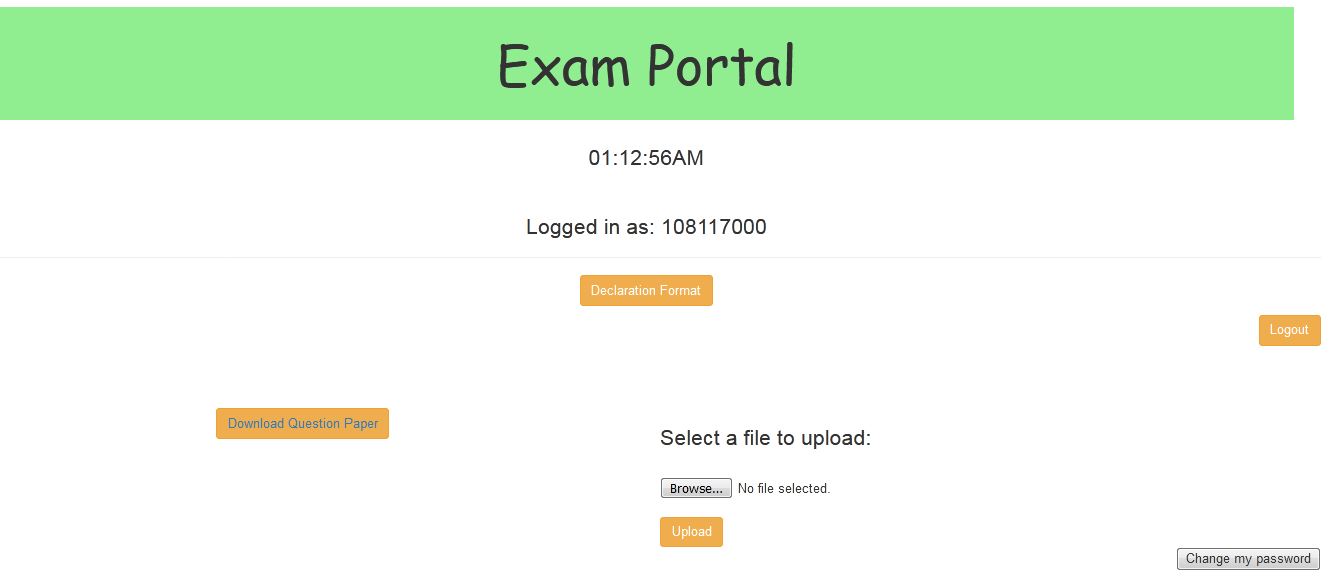 Exam Portal
01:12:56AM
Logged in as: 108117000
Declaration Format
Logout
Download Question Paper
Select a file to upload:
Browse... No file selected.
Upload
Change my password